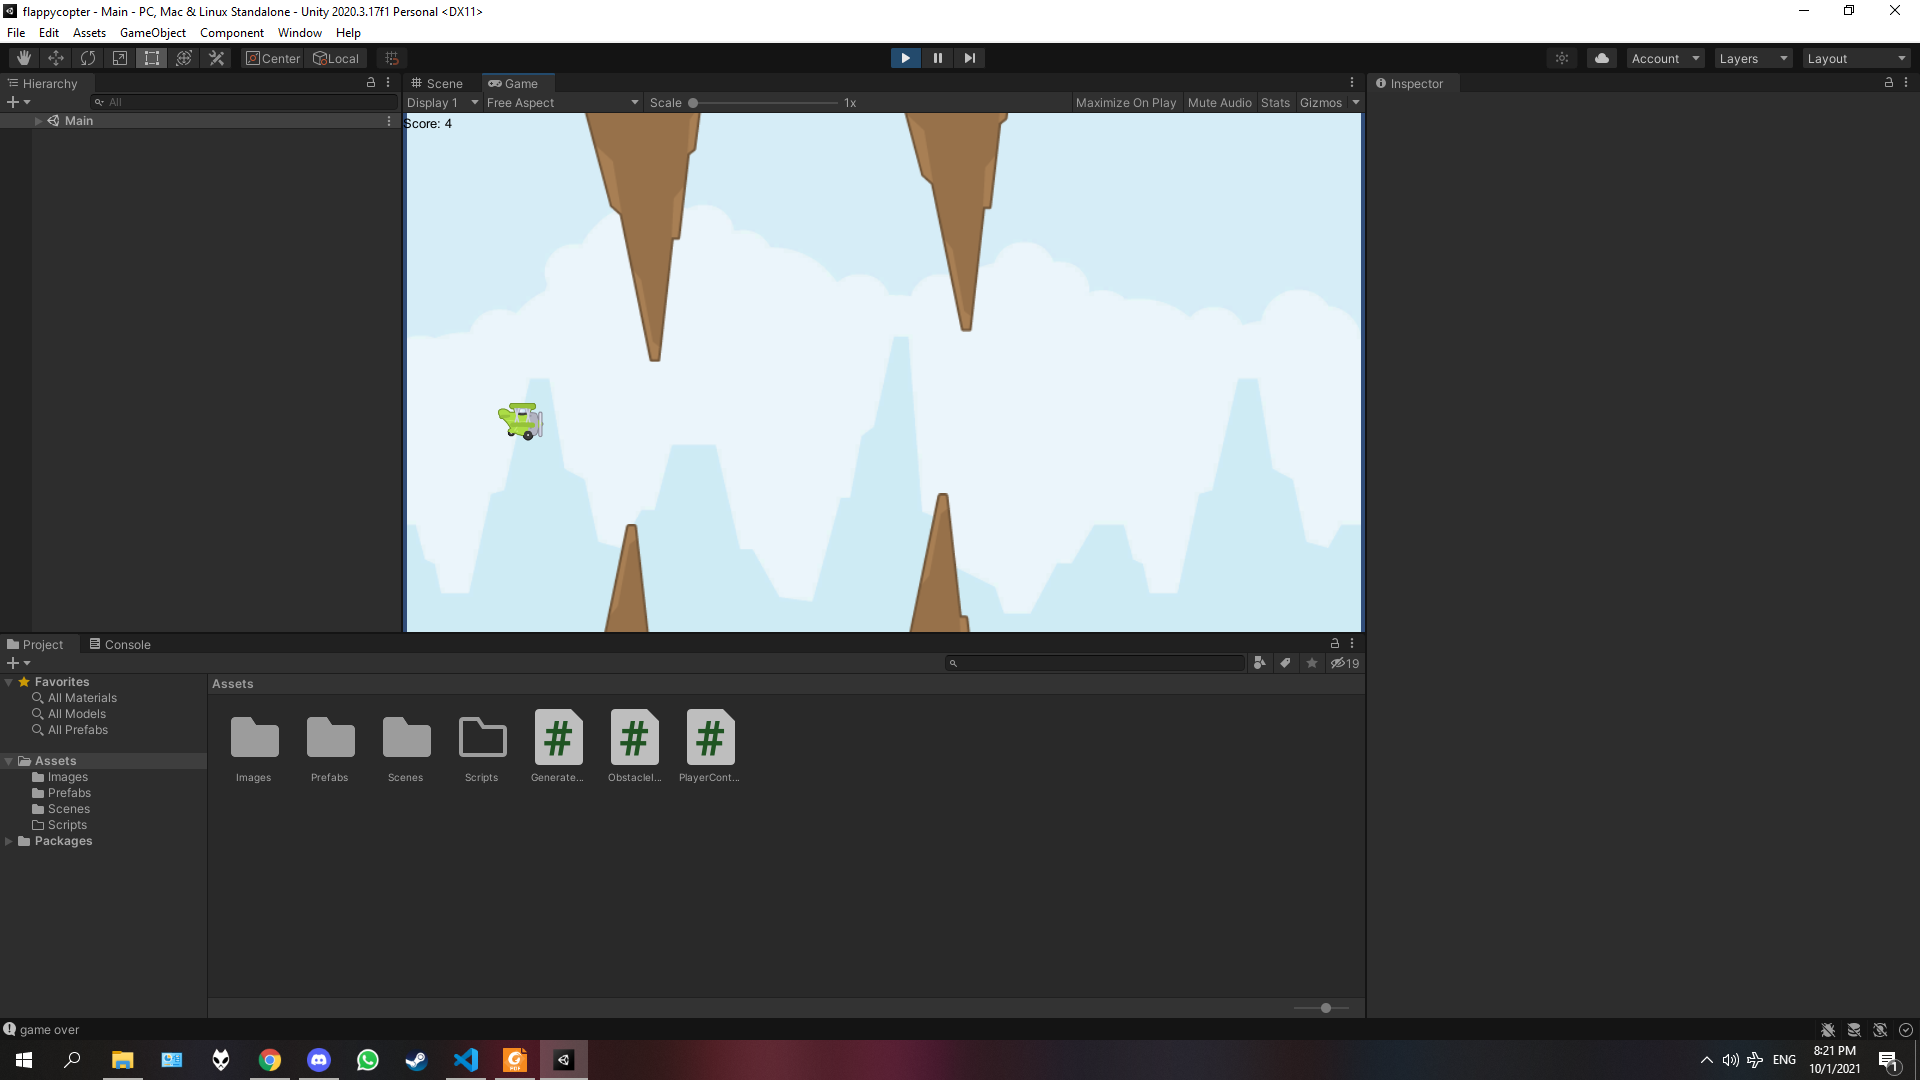 flappycopter - Main - PC, Mac & Linux Standalone - Unity 2020.3.17f1 Personal <DX11>
File Edit Assets GameObject Component Window Help
Center Local Account Layers Layout
Hierarchy
All
Main
Scene Game
Display 1 Free Aspect Scale 1x Maximize On Play Mute Audio Stats Gizmos
Score: 4
Inspector
Project Console
19
Favorites
All Materials
All Models
All Prefabs
Assets
Images
Prefabs
Scenes
Scripts
Packages
Assets
Images Prefabs Scenes Scripts Generate... ObstacleI... PlayerCont...
game over
ENG
8:21 PM
10/1/2021
1